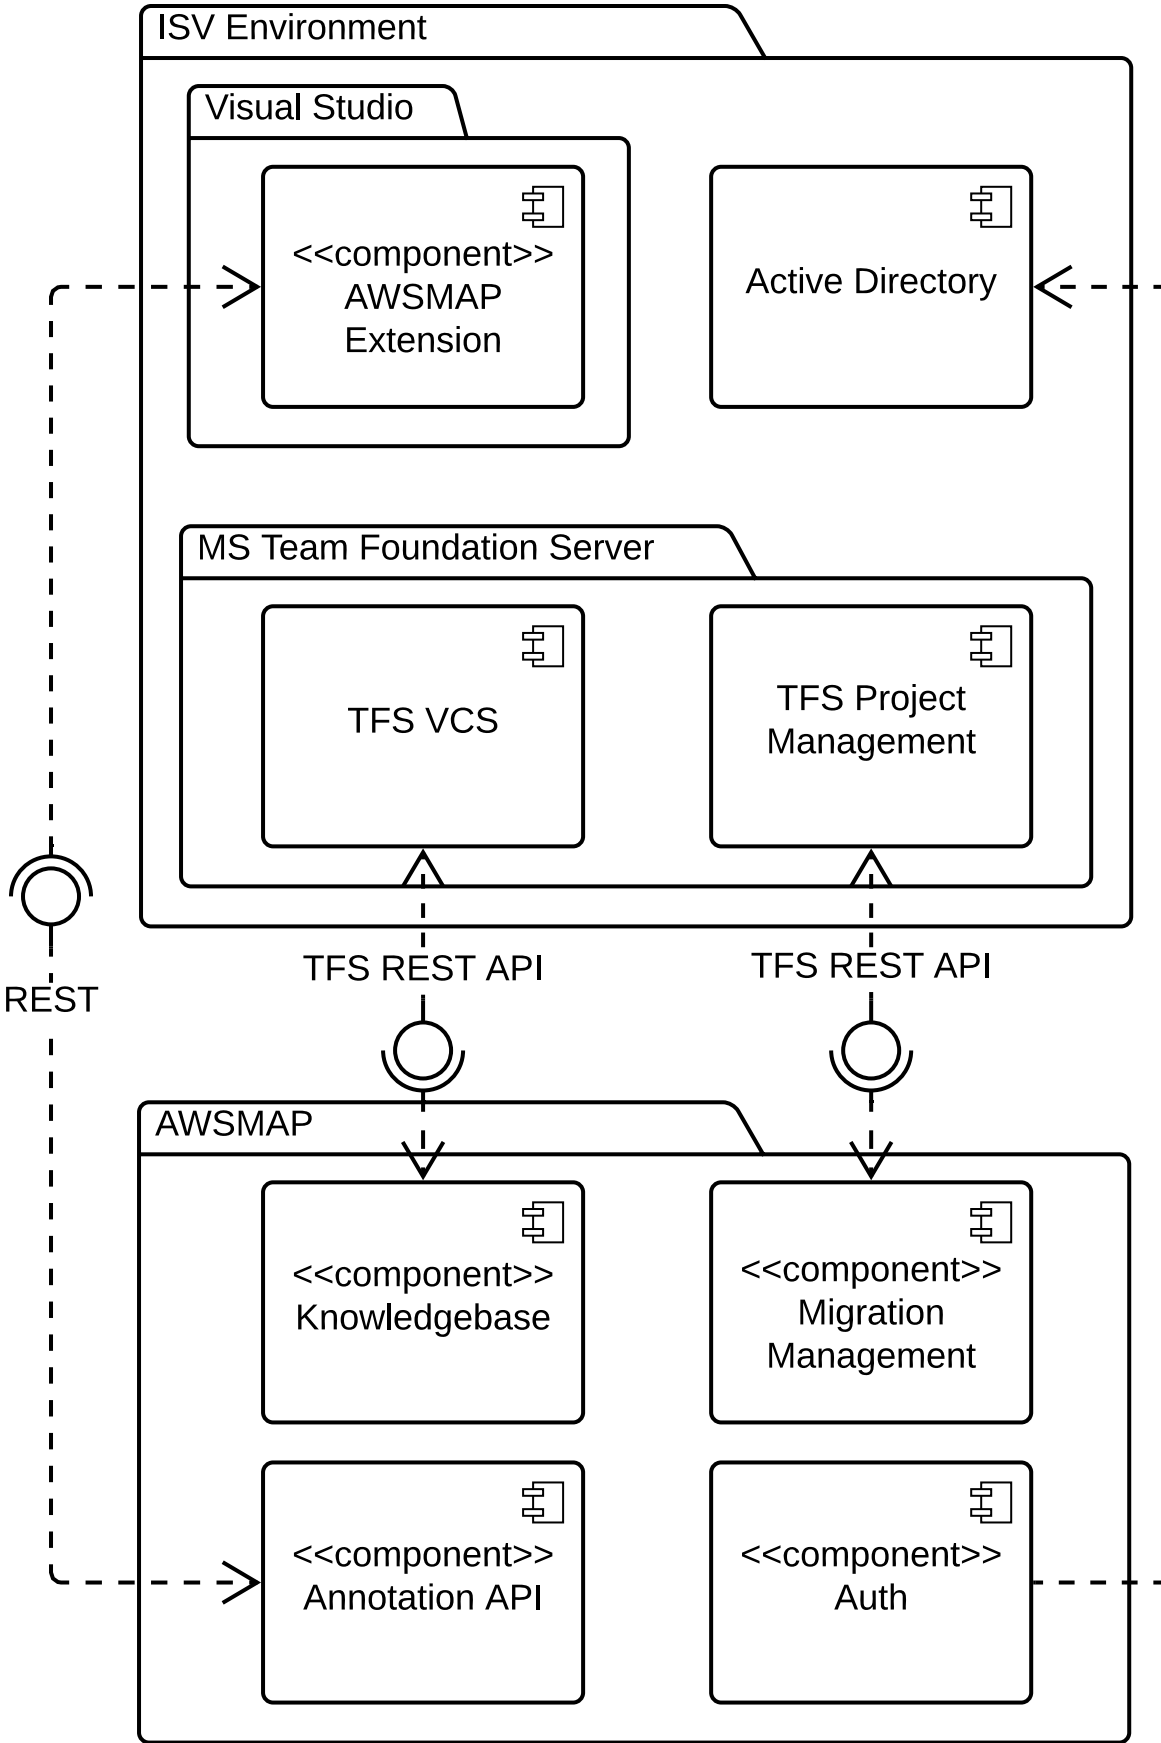 ISV Environment
Visual Studio
<<component>>
AWSMAP
Extension
Active Directory
MS Team Foundation Server
TFS VCS
TFS Project
Management
TFS REST API
TFS REST API
REST
AWSMAP
<<component>>
Knowledgebase
<<component>>
Migration
Management
<<component>>
Annotation API
<<component>>
Auth